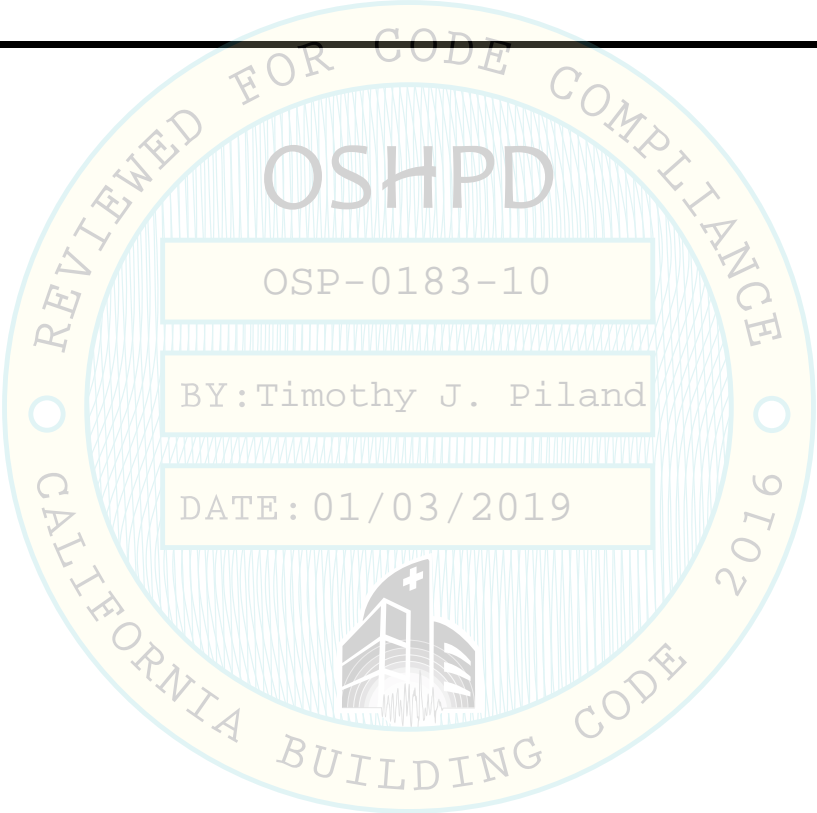 REVIEWED FOR CODE COMPLIANCE
OSHPD
OSP-0183-10
BY:Timothy J. Piland
DATE: 01/03/2019
CALIFORNIA BUILDING CODE 2016